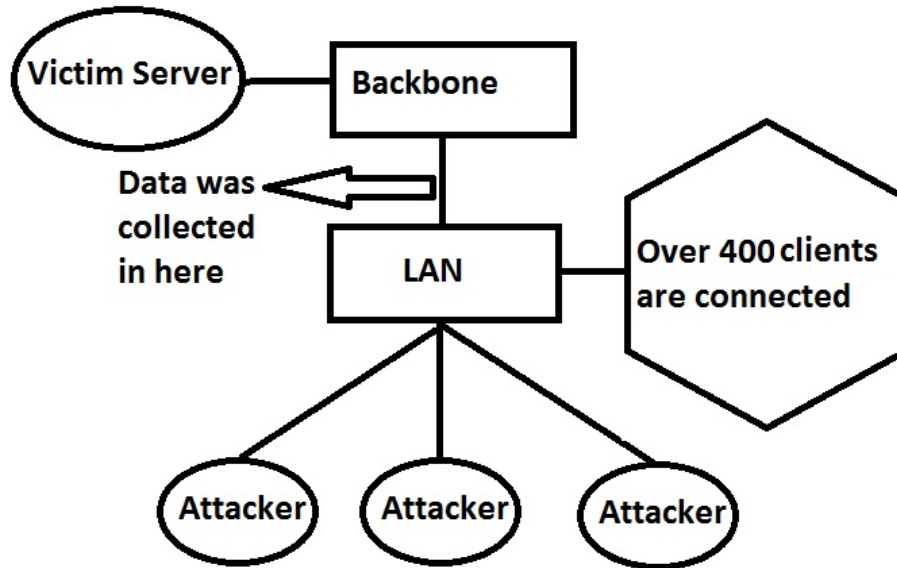 Victim Server
Backbone
Data was
collected
in here
LAN
Over 400 clients
are connected
Attacker
Attacker
Attacker